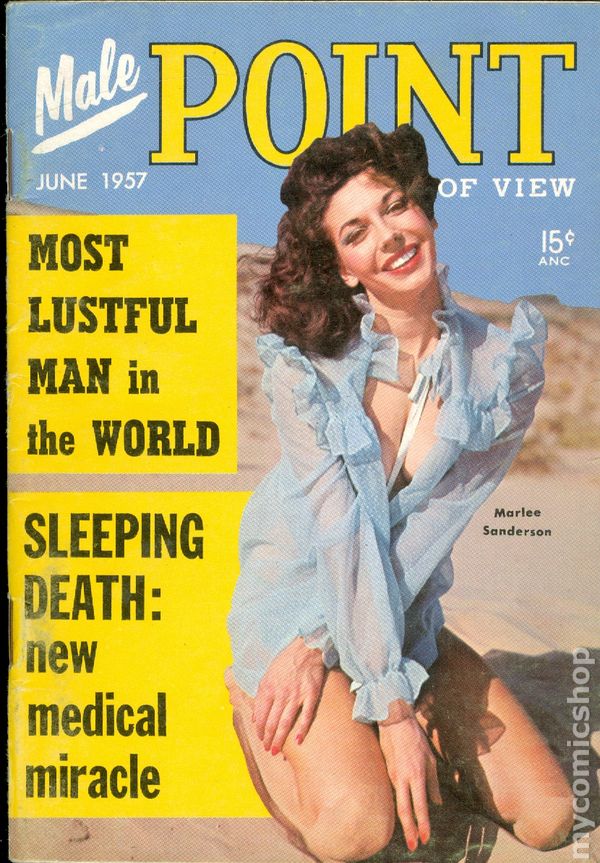 Male
POINT
OF VIEW
JUNE 1957
15¢
ANC
MOST
LUSTFUL
MAN in
the WORLD
Marlee
Sanderson
SLEEPING
DEATH:
new
medical
miracle
mycomicshop